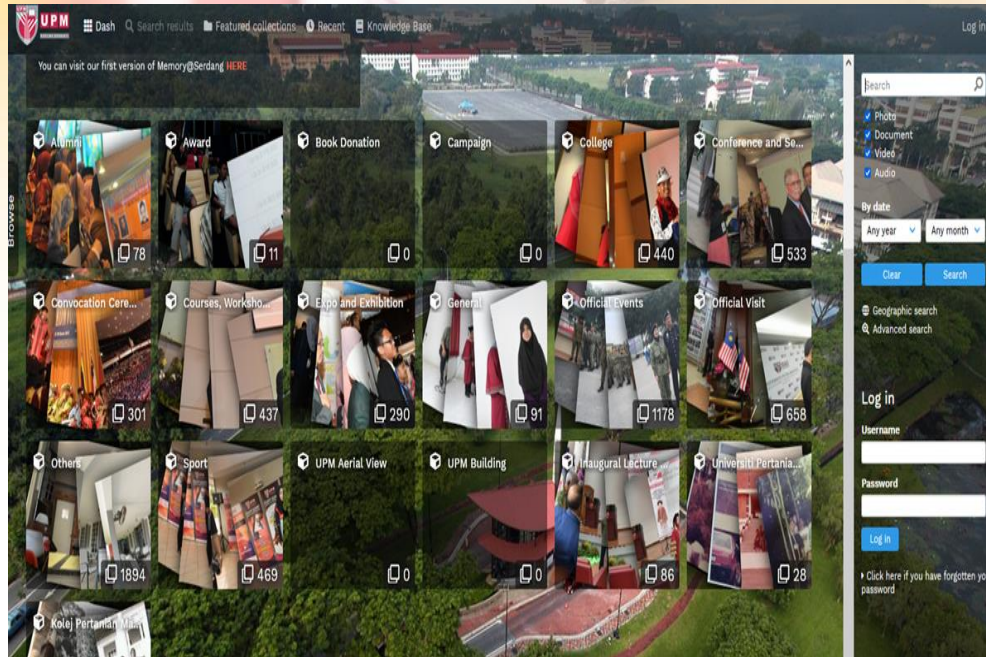 UPM
Dash
Search results
Featured collections
Recent
Knowledge Base
Log in
You can visit our first version of Memory@Serdang HERE
Browse
Alumni
78
Award
11
Book Donation
0
Campaign
0
College
440
Conference and Se...
533
Convocation Cere...
301
Courses, Worksho...
437
Expo and Exhibition
290
General
91
Official Events
1178
Official Visit
658
Others
1894
Sport
469
UPM Aerial View
0
UPM Building
0
Inaugural Lecture ...
86
Universiti Pertania...
28
Kolej Pertanian Ma...
Search
Photo
Document
Video
Audio
By date
Any year
Any month
Clear
Search
Geographic search
Advanced search
Log in
Username
Password
Log in
Click here if you have forgotten yo
password